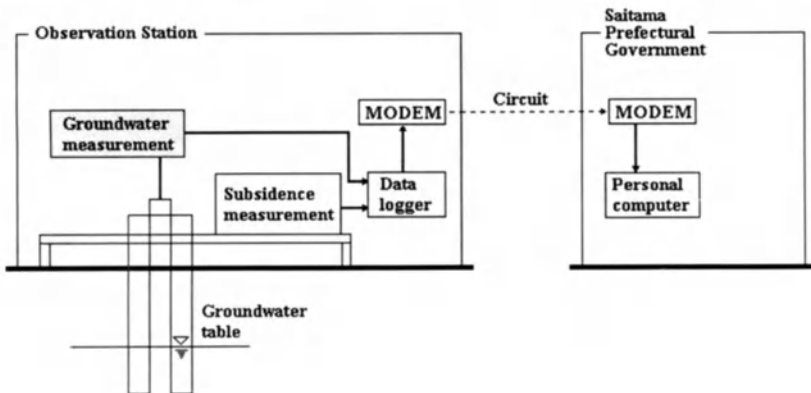 Observation Station
Groundwater
measurement
Subsidence
measurement
Data
logger
MODEM
Circuit
Groundwater
table
Saitama
Prefectural
Government
MODEM
Personal
computer